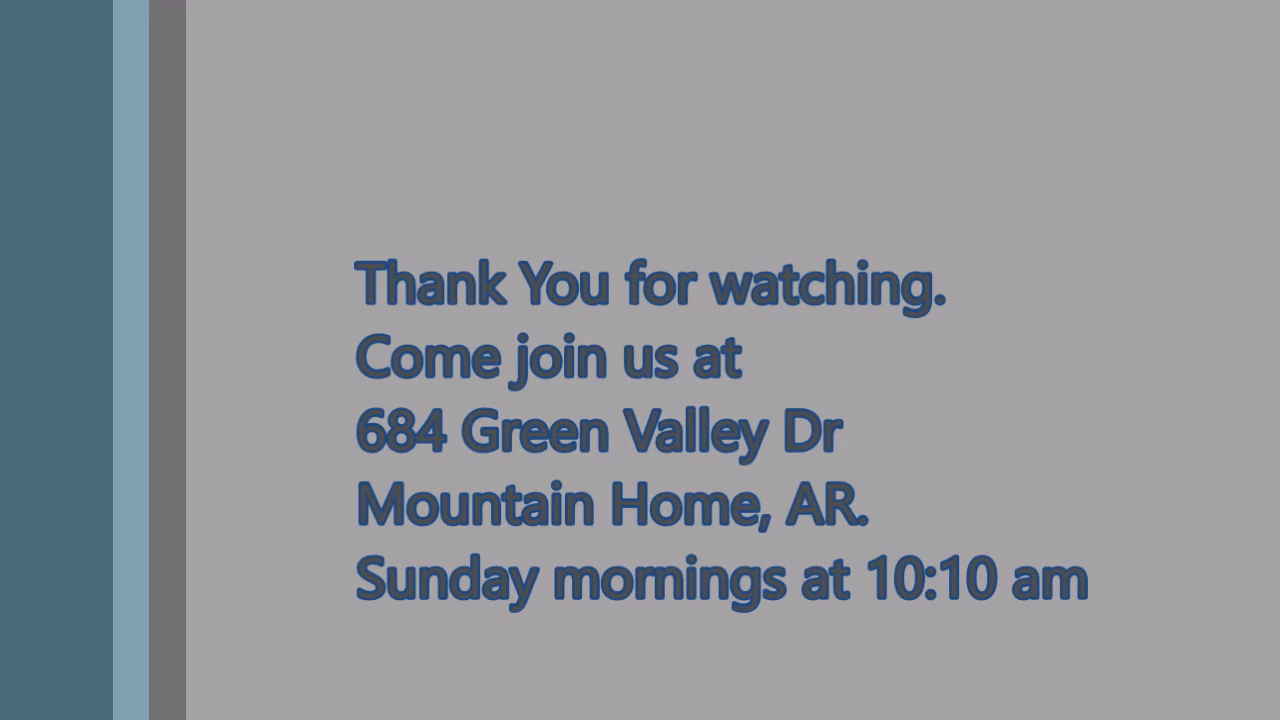 Thank You for watching.
Come join us at
684 Green Valley Dr
Mountain Home, AR.
Sunday mornings at 10:10 am